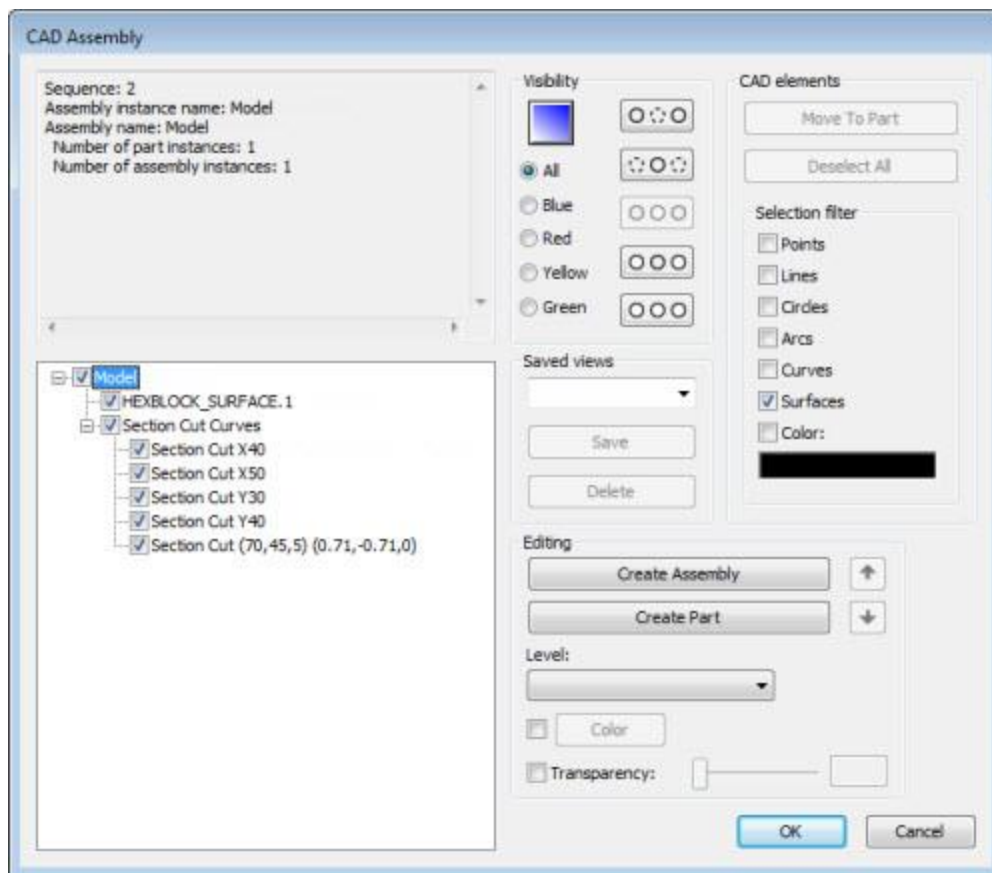 CAD Assembly
Sequence: 2
Assembly instance name: Model
Assembly name: Model
Number of part instances: 1
Number of assembly instances: 1
Visibility
All
Blue
Red
Yellow
Green
CAD elements
Move To Part
Deselect All
Selection filter
Points
Lines
Circles
Arcs
Curves
Surfaces
Color:
Model
HEXBLOCK_SURFACE.1
Section Cut Curves
Section Cut X40
Section Cut X50
Section Cut Y30
Section Cut Y40
Section Cut (70,45,5) (0.71,-0.71,0)
Saved views
Save
Delete
Editing
Create Assembly
Create Part
Level:
Color
Transparency:
OK
Cancel